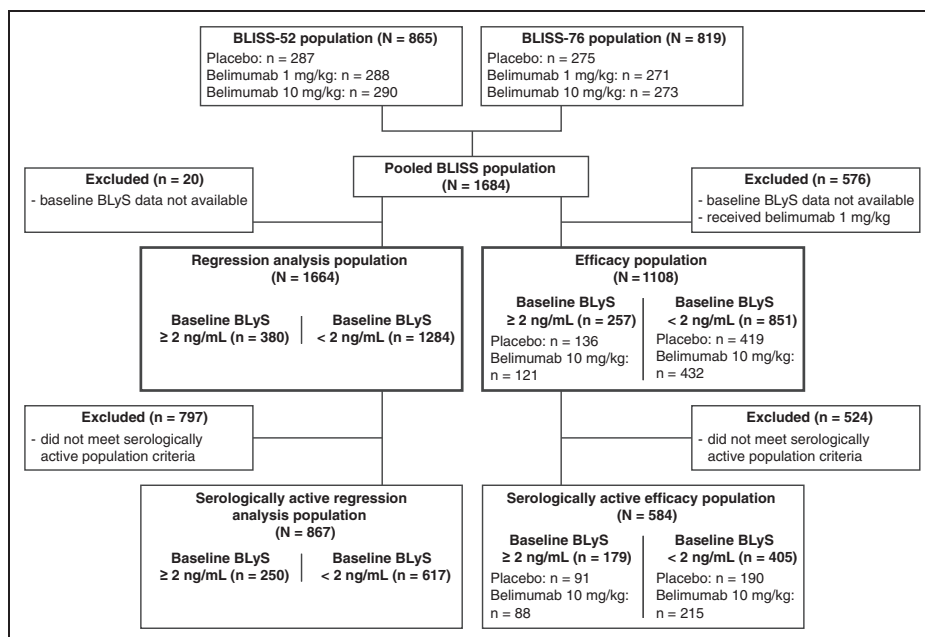 BLISS-52 population (N = 865)
Placebo: n = 287
Belimumab 1 mg/kg: n = 288
Belimumab 10 mg/kg: n = 290
BLISS-76 population (N = 819)
Placebo: n = 275
Belimumab 1 mg/kg: n = 271
Belimumab 10 mg/kg: n = 273
Pooled BLISS population
(N = 1684)
Excluded (n = 20)
- baseline BLyS data not available
Excluded (n = 576)
- baseline BLyS data not available
- received belimumab 1 mg/kg
Regression analysis population
(N = 1664)
Baseline BLyS
≥ 2 ng/mL (n = 380)
Baseline BLyS
< 2 ng/mL (n = 1284)
Efficacy population
(N = 1108)
Baseline BLyS
≥ 2 ng/mL (n = 257)
Placebo: n = 136
Belimumab 10 mg/kg:
n = 121
Baseline BLyS
< 2 ng/mL (n = 851)
Placebo: n = 419
Belimumab 10 mg/kg:
n = 432
Excluded (n = 797)
- did not meet serologically
active population criteria
Excluded (n = 524)
- did not meet serologically
active population criteria
Serologically active regression
analysis population
(N = 867)
Baseline BLyS
≥ 2 ng/mL (n = 250)
Baseline BLyS
< 2 ng/mL (n = 617)
Serologically active efficacy population
(N = 584)
Baseline BLyS
≥ 2 ng/mL (n = 179)
Placebo: n = 91
Belimumab 10 mg/kg:
n = 88
Baseline BLyS
< 2 ng/mL (n = 405)
Placebo: n = 190
Belimumab 10 mg/kg:
n = 215